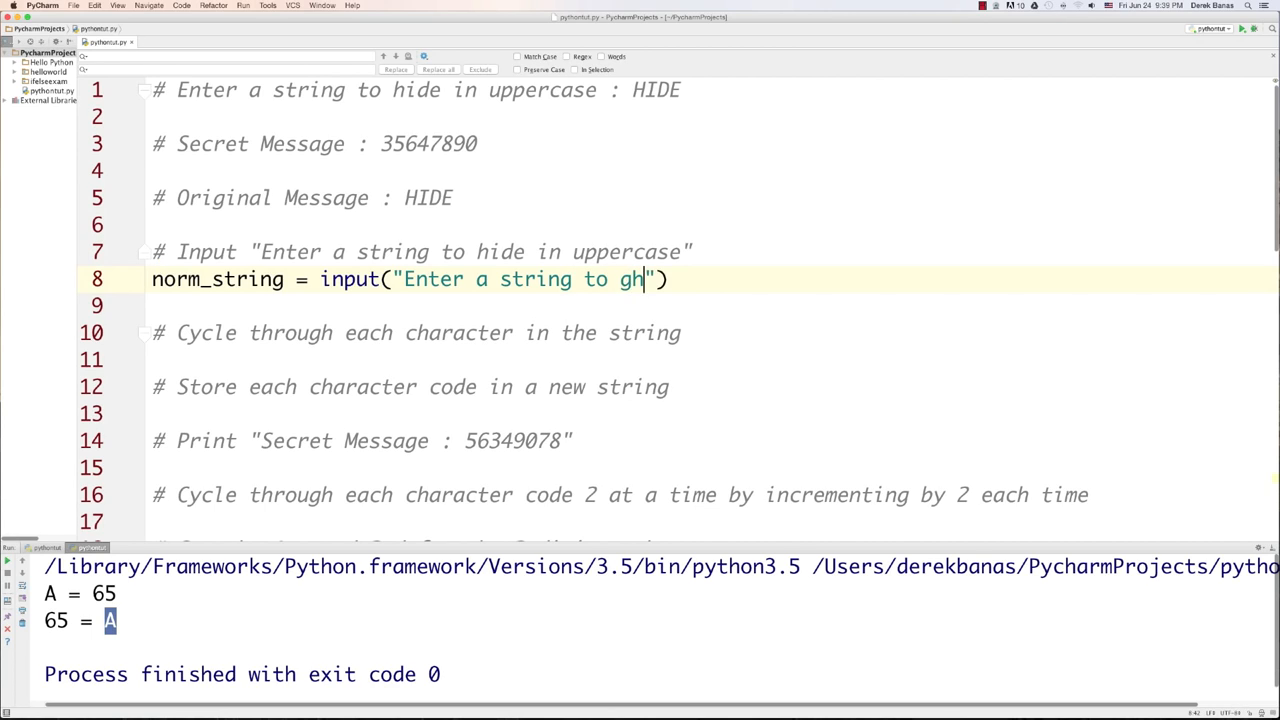 PyCharm File Edit View Navigate Code Refactor Run Tools VCS Window Help 10 Fri Jun 24 9:39 PM Derek Banas
pythontut.py - PycharmProjects - [~/PycharmProjects]
PycharmProjects pythontut.py pythontut
pythontut.py
PycharmProject
Hello Python
helloworld
ifelseexam
pythontut.py
External Librarie
Match Case Regex Words
Replace Replace all Exclude Preserve Case In Selection
1 # Enter a string to hide in uppercase : HIDE
2
3 # Secret Message : 35647890
4
5 # Original Message : HIDE
6
7 # Input "Enter a string to hide in uppercase"
8 norm_string = input("Enter a string to gh")
9
10 # Cycle through each character in the string
11
12 # Store each character code in a new string
13
14 # Print "Secret Message : 56349078"
15
16 # Cycle through each character code 2 at a time by incrementing by 2 each time
17
Run: pythontut pythontut
/Library/Frameworks/Python.framework/Versions/3.5/bin/python3.5 /Users/derekbanas/PycharmProjects/pytho
A = 65
65 = A
Process finished with exit code 0
8:42 LF÷ UTF-8÷